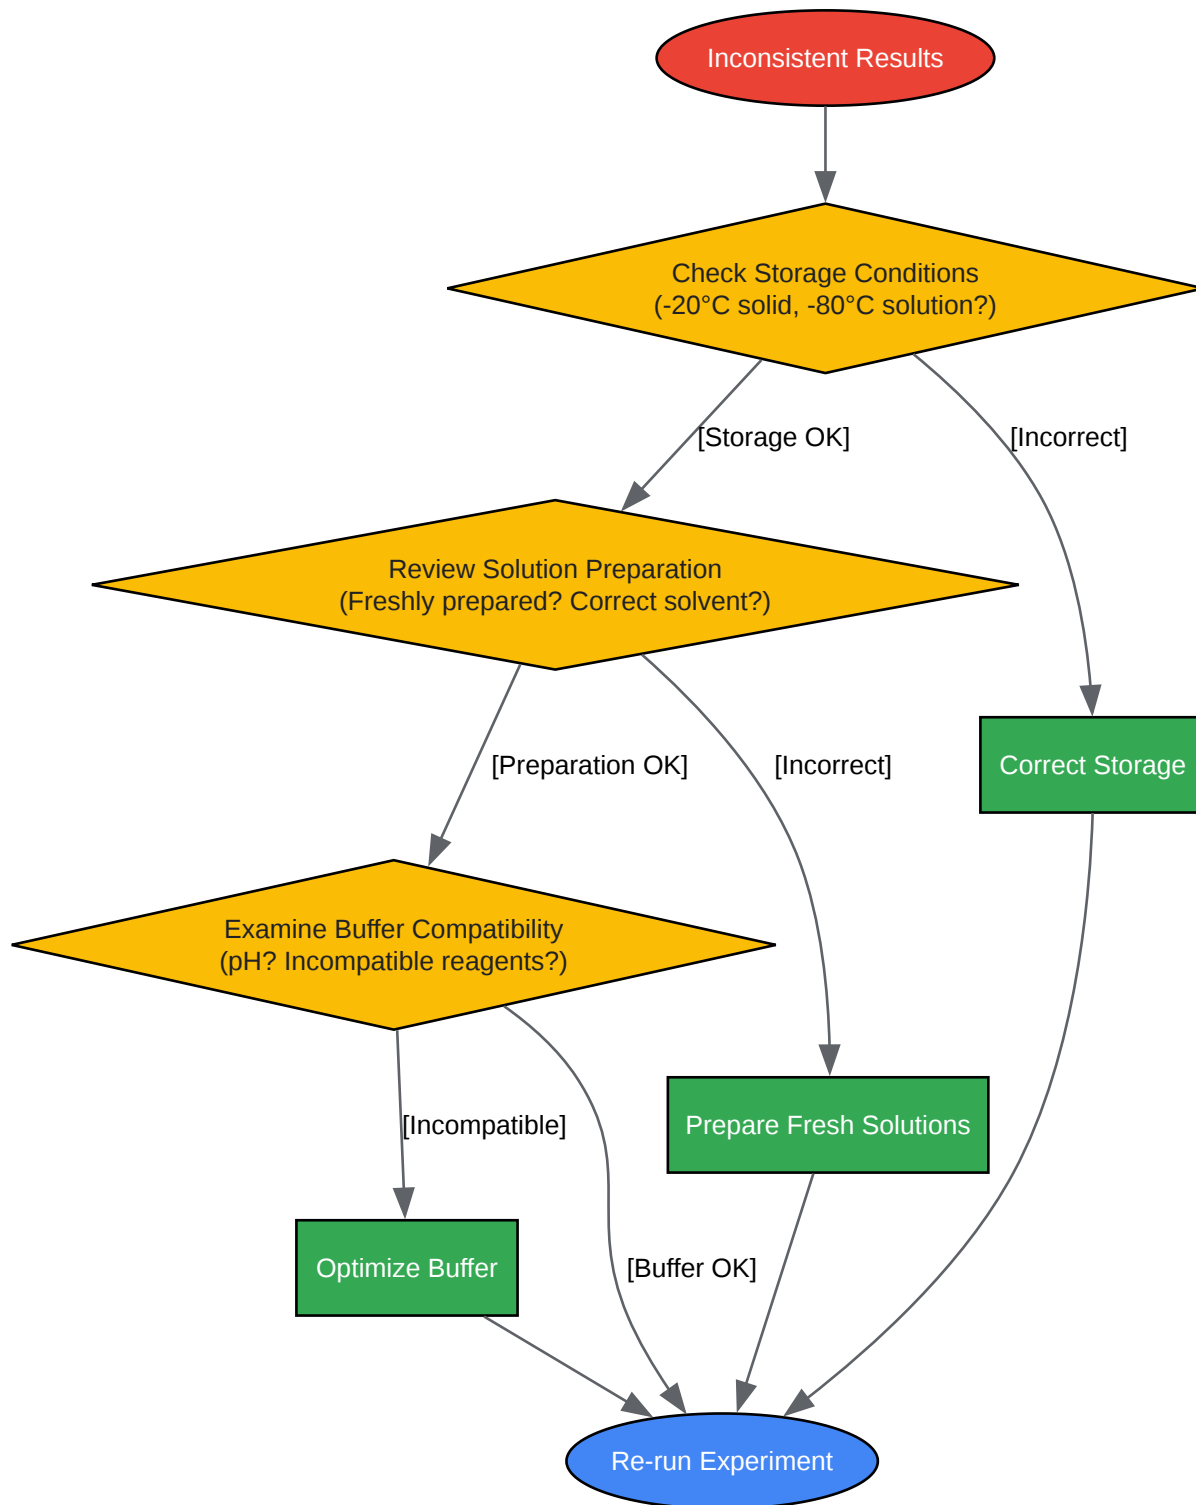 Inconsistent Results
Check Storage Conditions
(-20°C solid, -80°C solution?)
[Storage OK]
[Incorrect]
Review Solution Preparation
(Freshly prepared? Correct solvent?)
[Preparation OK]
[Incorrect]
Correct Storage
Examine Buffer Compatibility
(pH? Incompatible reagents?)
[Incompatible]
Prepare Fresh Solutions
Optimize Buffer
[Buffer OK]
Re-run Experiment